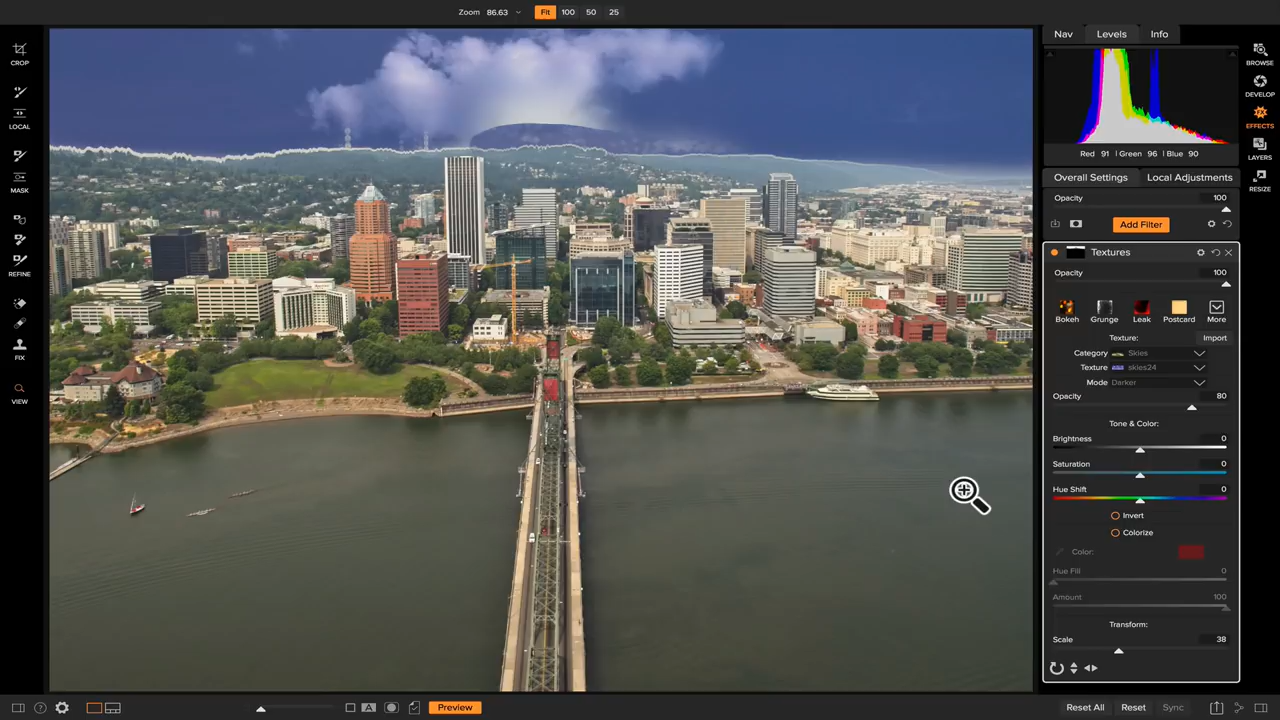 Zoom 86.63 Fit 100 50 25
CROP
LOCAL
MASK
REFINE
FIX
VIEW
Nav Levels Info
Red 91 | Green 96 | Blue 90
Overall Settings Local Adjustments
Opacity 100
Add Filter
Textures
Opacity 100
Bokeh Grunge Leak Postcard More
Texture: Import
Category Skies
Texture skies24
Mode Darker
Opacity 80
Tone & Color:
Brightness 0
Saturation 0
Hue Shift 0
Invert
Colorize
Color:
Hue Fill 0
Amount 100
Transform:
Scale 38
BROWSE
DEVELOP
EFFECTS
LAYERS
RESIZE
A Preview
Reset All Reset Sync